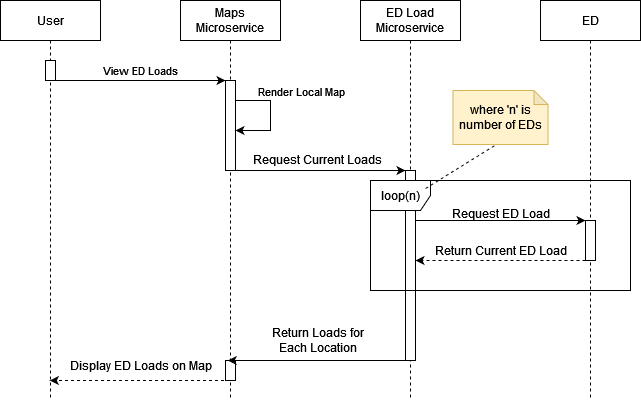 User
Maps
Microservice
ED Load
Microservice
ED
View ED Loads
Render Local Map
where 'n' is
number of EDs
Request Current Loads
loop(n)
Request ED Load
Return Current ED Load
Return Loads for
Each Location
Display ED Loads on Map